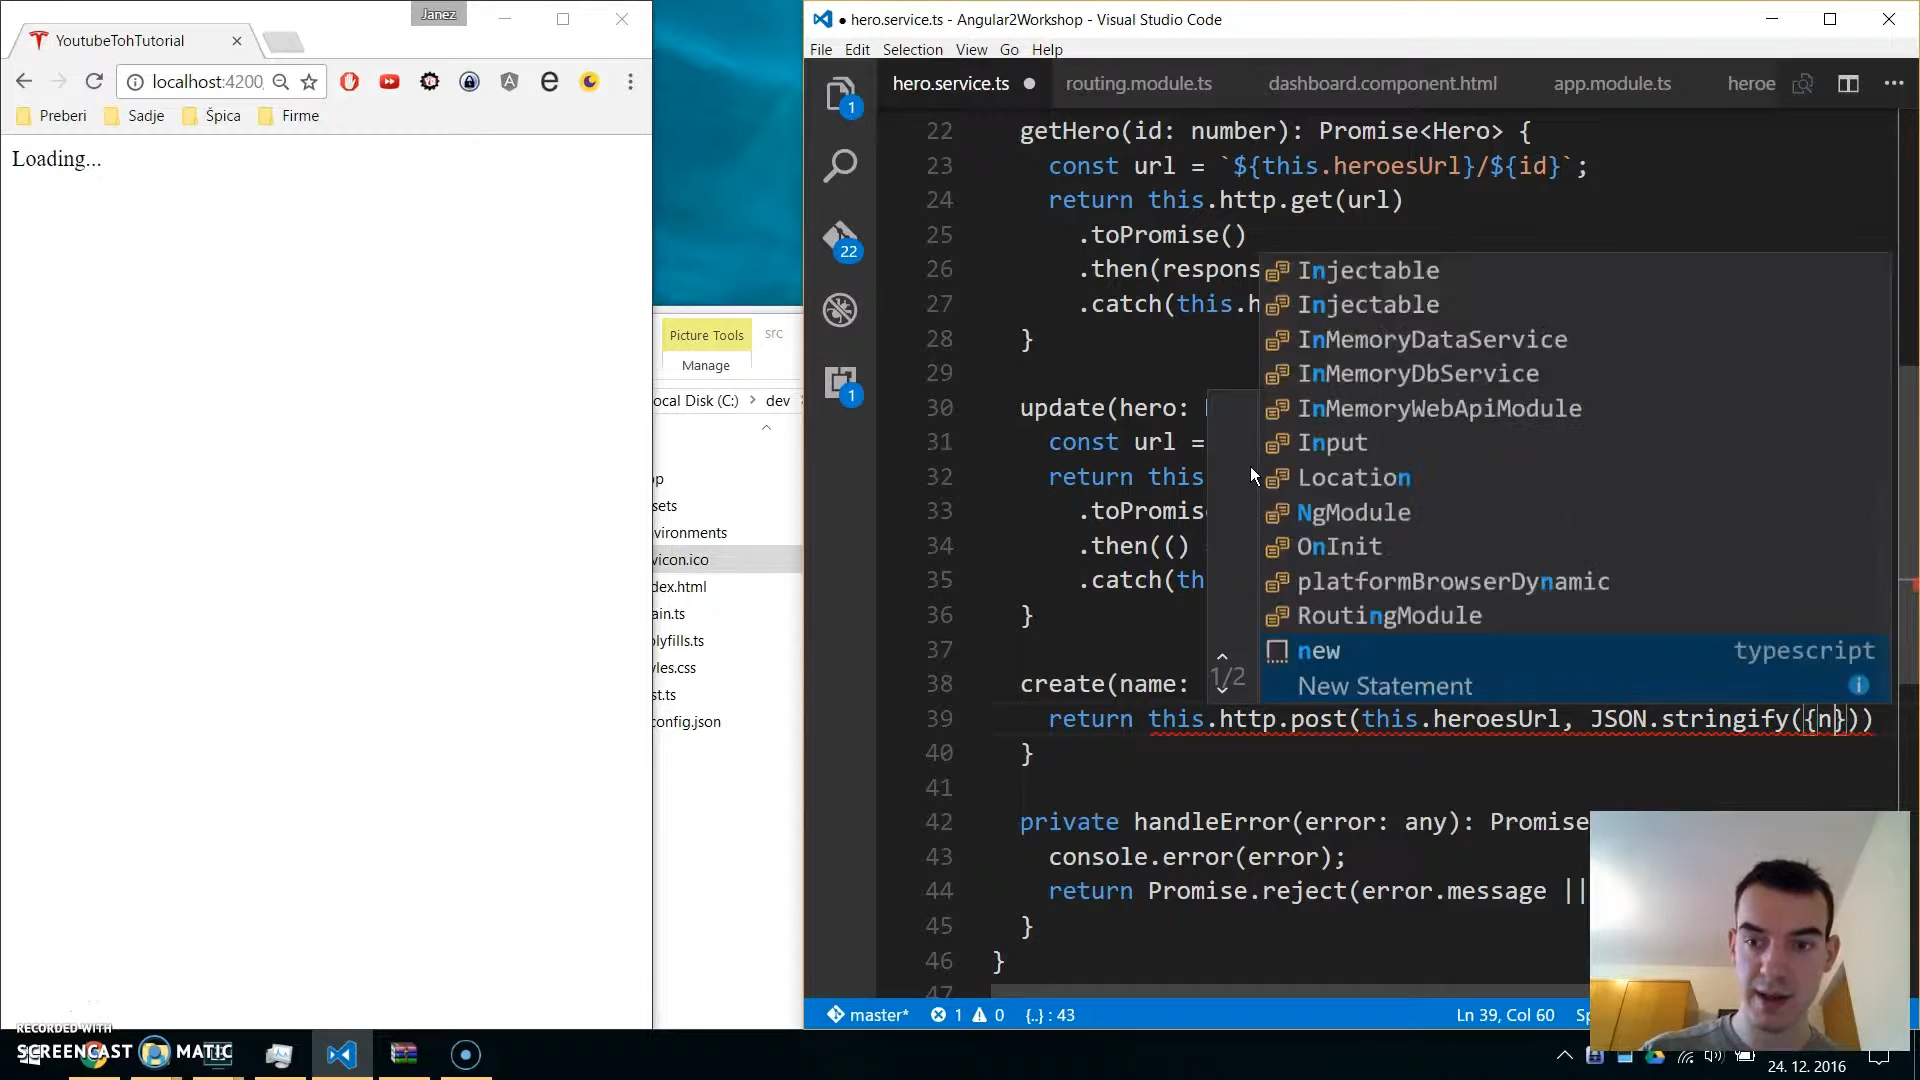 Janez
YoutubeTohTutorial
localhost:4200
Preberi
Sadje
Špica
Firme
Loading...
Picture Tools
src
Manage
ocal Disk (C:)
dev
sets
vironments
vicon.ico
dex.html
ain.ts
olyfills.ts
yles.css
st.ts
config.json
● hero.service.ts - Angular2Workshop - Visual Studio Code
File Edit Selection View Go Help
hero.service.ts
routing.module.ts
dashboard.component.html
app.module.ts
heroe
1
22
1
22 getHero(id: number): Promise<Hero> {
23 const url = `${this.heroesUrl}/${id}`;
24 return this.http.get(url)
25 .toPromise()
26 .then(respons
27 .catch(this.h
28 }
29
30 update(hero:
31 const url =
32 return this
33 .toPromis
34 .then(()
35 .catch(th
36 }
37
38 create(name:
39 return this.http.post(this.heroesUrl, JSON.stringify({n}))
40 }
41
42 private handleError(error: any): Promise
43 console.error(error);
44 return Promise.reject(error.message ||
45 }
46 }
47
Injectable
Injectable
InMemoryDataService
InMemoryDbService
InMemoryWebApiModule
Input
Location
NgModule
OnInit
platformBrowserDynamic
RoutingModule
new typescript
New Statement
1/2
master*
1
0
{..} : 43
Ln 39, Col 60
RECORDED WITH
SCREENCAST MATIC
24. 12. 2016